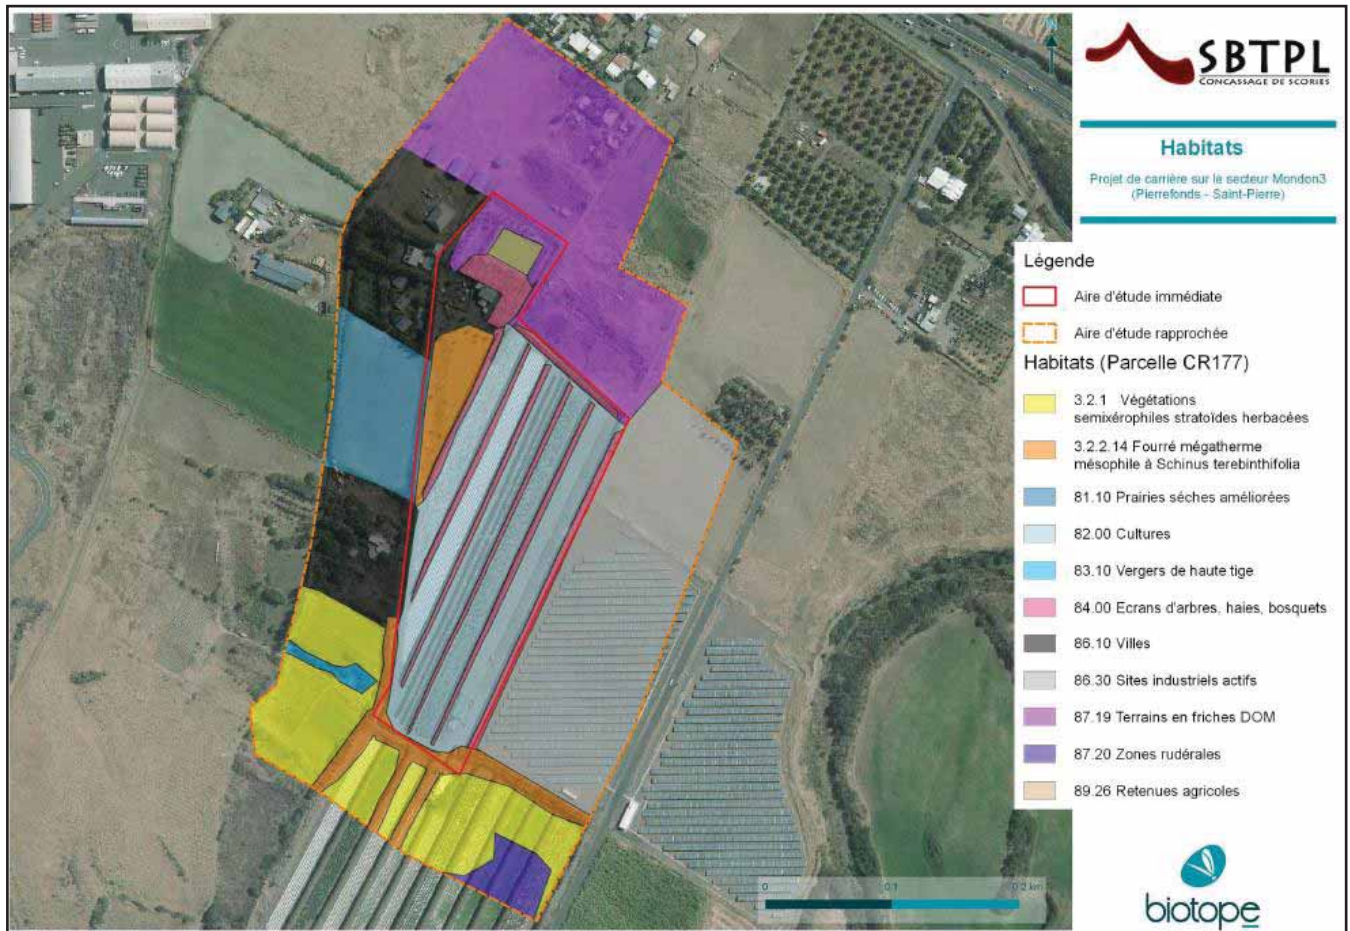 SBTPL
CONCASSAGE DE SCORIES
Habitats
Projet de carrière sur le secteur Mondon3
(Pierrefonds - Saint-Pierre)
Légende
Aire d'étude immédiate
Aire d'étude rapprochée
Habitats (Parcelle CR177)
3.2.1 Végétations
semixérophiles stratoïdes herbacées
3.2.2.14 Fourré mégatherme
mésophile à Schinus terebinthifolia
81.10 Prairies séches améliorées
82.00 Cultures
83.10 Vergers de haute tige
84.00 Ecrans d'arbres, haies, bosquets
86.10 Villes
86.30 Sites industriels actifs
87.19 Terrains en friches DOM
87.20 Zones rudérales
89.26 Retenues agricoles
0 0.1 0.2 km
biotope